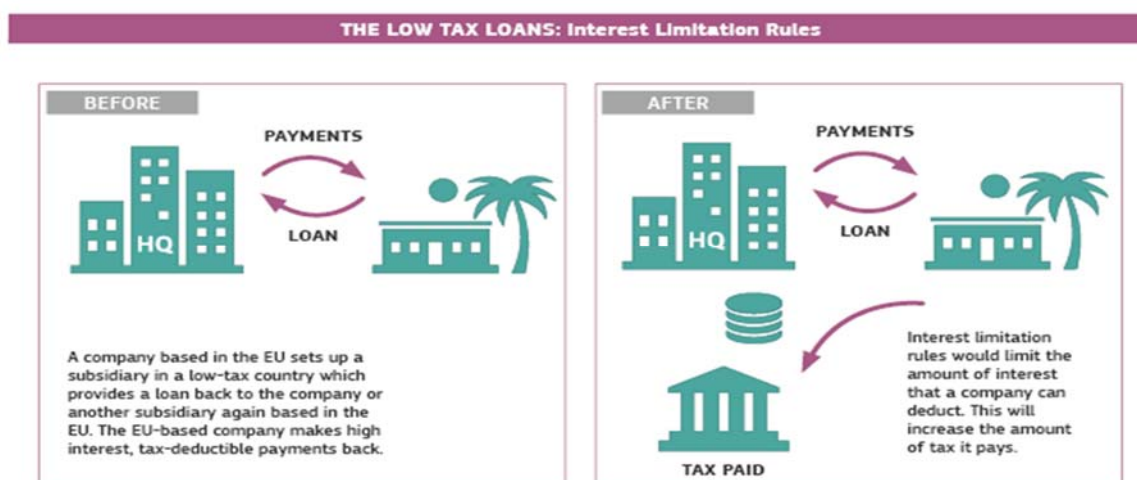 THE LOW TAX LOANS: Interest Limitation Rules
BEFORE
PAYMENTS
HQ
LOAN
A company based in the EU sets up a
subsidiary in a low-tax country which
provides a loan back to the company or
another subsidiary again based in the
EU. The EU-based company makes high
interest, tax-deductible payments back.
AFTER
PAYMENTS
HQ
LOAN
Interest limitation
rules would limit the
amount of interest
that a company can
deduct. This will
increase the amount
of tax it pays.
TAX PAID